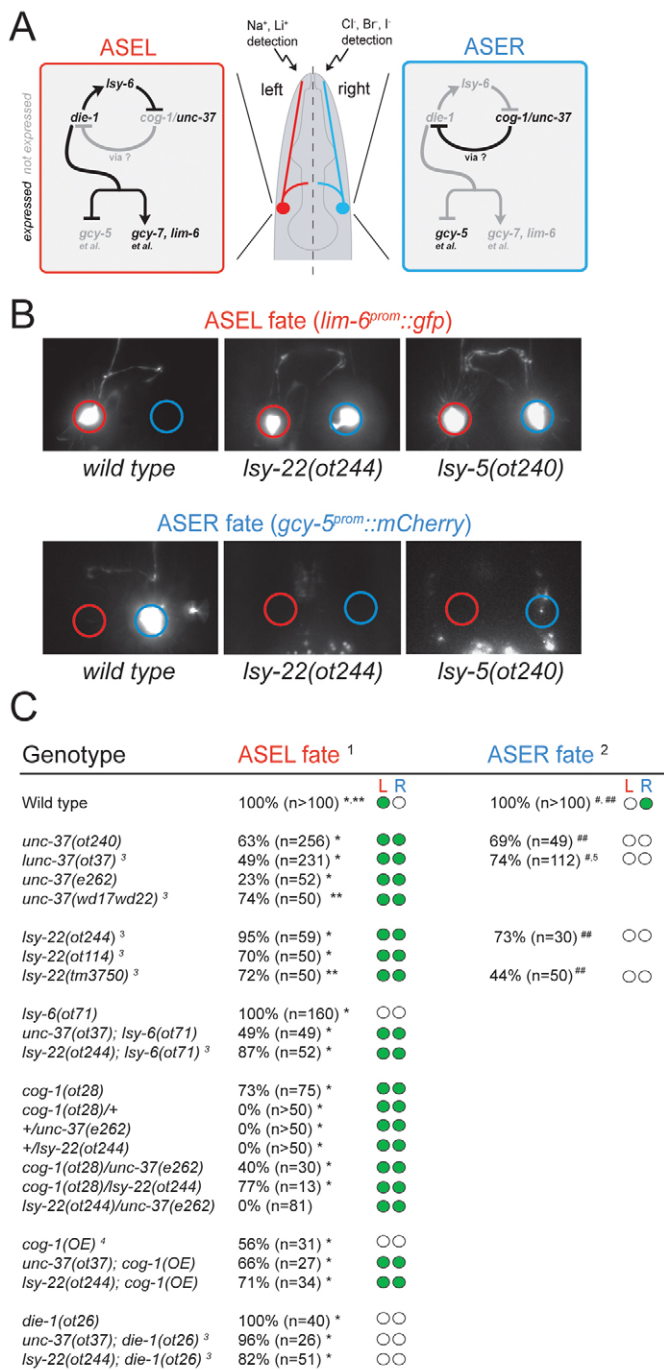 A
ASEL
Na+, Li+ detection
Cl-, Br-, I- detection
ASER
left
right
expressed not expressed
lsy-6
die-1
cog-1/unc-37
via ?
gcy-5 et al.
gcy-7, lim-6 et al.
lsy-6
die-1
cog-1/unc-37
via ?
gcy-5 et al.
gcy-7, lim-6 et al.
B
ASEL fate (lim-6prom::gfp)
wild type
lsy-22(ot244)
lsy-5(ot240)
ASER fate (gcy-5prom::mCherry)
wild type
lsy-22(ot244)
lsy-5(ot240)
C
Genotype ASEL fate 1 ASER fate 2
L R L R
Wild type 100% (n>100) *,** 100% (n>100) #, ##
unc-37(ot240) 63% (n=256) * 69% (n=49) ##
lunc-37(ot37) 3 49% (n=231) * 74% (n=112) #,5
unc-37(e262) 23% (n=52) *
unc-37(wd17wd22) 3 74% (n=50) **
lsy-22(ot244) 3 95% (n=59) * 73% (n=30) ##
lsy-22(ot114) 3 70% (n=50) *
lsy-22(tm3750) 3 72% (n=50) ** 44% (n=50) ##
lsy-6(ot71) 100% (n=160) *
unc-37(ot37); lsy-6(ot71) 49% (n=49) *
lsy-22(ot244); lsy-6(ot71) 3 87% (n=52) *
cog-1(ot28) 73% (n=75) *
cog-1(ot28)/+ 0% (n>50) *
+/unc-37(e262) 0% (n>50) *
+/lsy-22(ot244) 0% (n>50) *
cog-1(ot28)/unc-37(e262) 40% (n=30) *
cog-1(ot28)/lsy-22(ot244) 77% (n=13) *
lsy-22(ot244)/unc-37(e262) 0% (n=81)
cog-1(OE) 4 56% (n=31) *
unc-37(ot37); cog-1(OE) 66% (n=27) *
lsy-22(ot244); cog-1(OE) 71% (n=34) *
die-1(ot26) 100% (n=40) *
unc-37(ot37); die-1(ot26) 3 96% (n=26) *
lsy-22(ot244); die-1(ot26) 3 82% (n=51) *